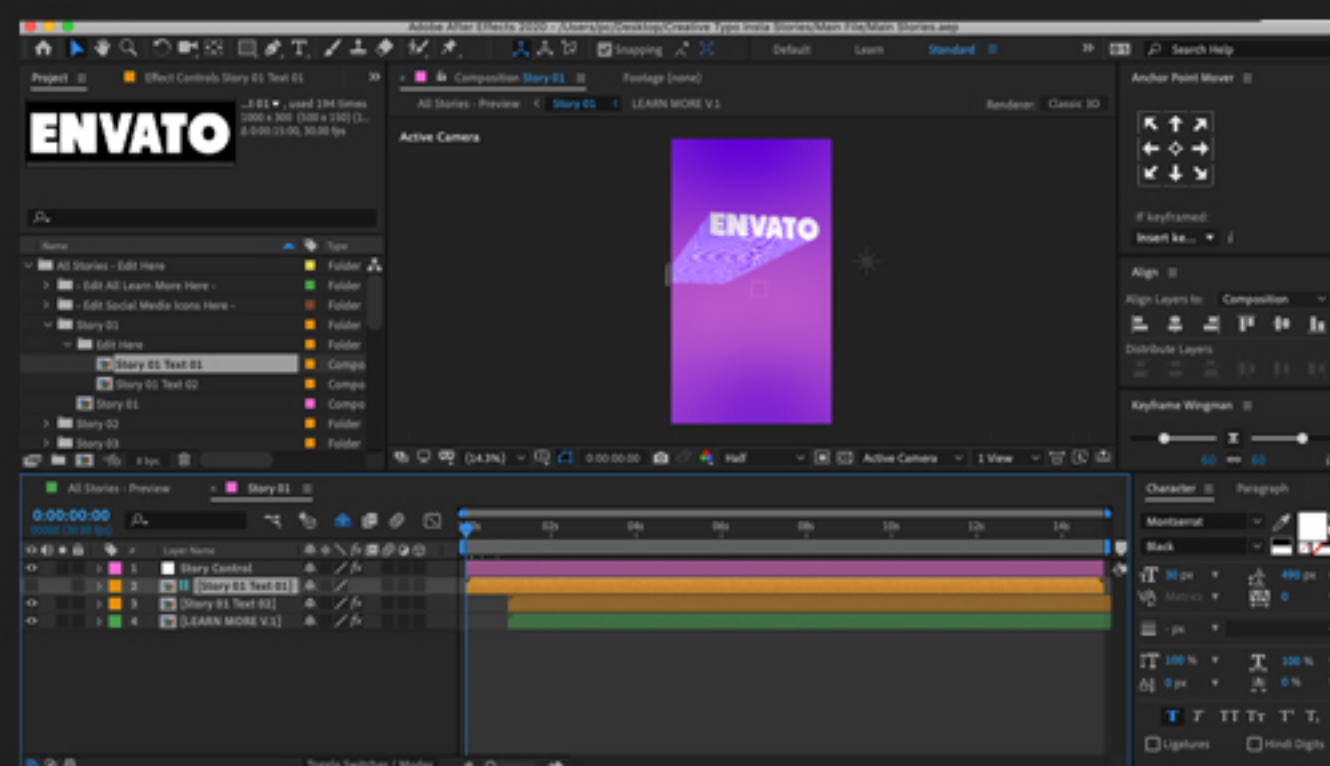 Adobe After Effects 2020 - /Users/pc/Desktop/Creative Typo Insta Stories/Main File/Main Stories.aep
Snapping
Default
Learn
Standard
Search Help
Project
Effect Controls Story 01 Text 01
Composition Story 01
Footage (none)
Anchor Point Mover
ENVATO
, used 194 times
All Stories - Preview
Story 01
LEARN MORE V.1
Renderer:
Classic 3D
Active Camera
ENVATO
If keyframed:
Insert ke...
Name
Type
All Stories - Edit Here
Folder
- Edit All Learn More Here -
Folder
- Edit Social Media Icons Here -
Folder
Story 01
Folder
Edit Here
Folder
Story 01 Text 01
Compo
Story 01 Text 02
Compo
Story 01
Compo
Story 02
Folder
Story 03
Folder
8 bpc
Align
Align Layers to:
Composition
Distribute Layers:
Keyframe Wingman
60
60
(14.3%)
0:00:00:00
Half
Active Camera
1 View
All Stories - Preview
Story 01
Character
Paragraph
0:00:00:00
02s
04s
06s
08s
10s
12s
14s
#
Layer Name
1
Story Control
2
[Story 01 Text 01]
3
4
[LEARN MORE V.1]
Montserrat
Black
30 px
490 px
Metrics
0
- px
100 %
100 %
0 px
0 %
T T TT Tт T' T,
Ligatures
Hindi Digits
Toggle Switches / Modes